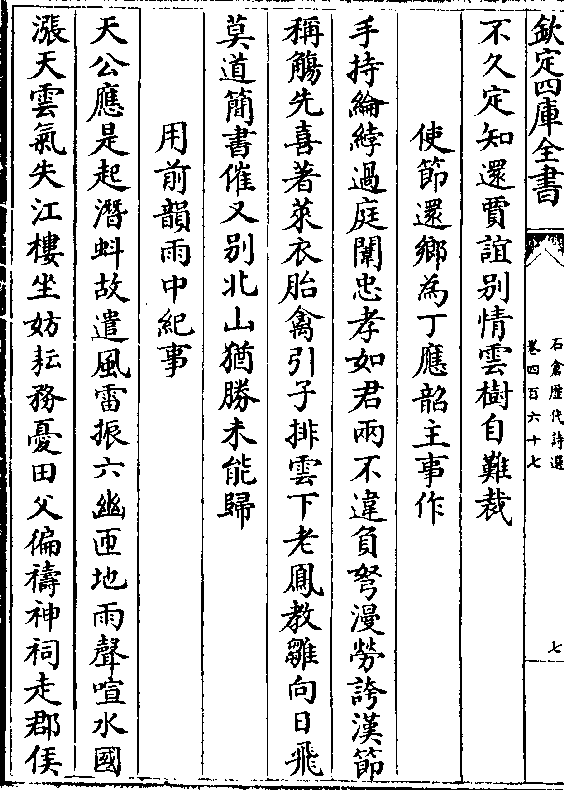 欽定四庫全書
石倉歴代詩選
卷四百六十七
七
不久定知還賈誼别情雲樹自難裁
使節還鄉為丁應韶主事作
手持綸綍過庭闈忠孝如君兩不違負弩漫勞誇漢節
稱觴先喜著萊衣胎禽引子排雲下老鳳教雛向日飛
莫道簡書催又别北山猶勝未能歸
用前韻雨中紀事
天公應是起潛蚪故遣風雷振六幽匝地雨聲喧水國
漲天雲氣失江樓坐妨耘務憂田父徧禱神祠走郡侯